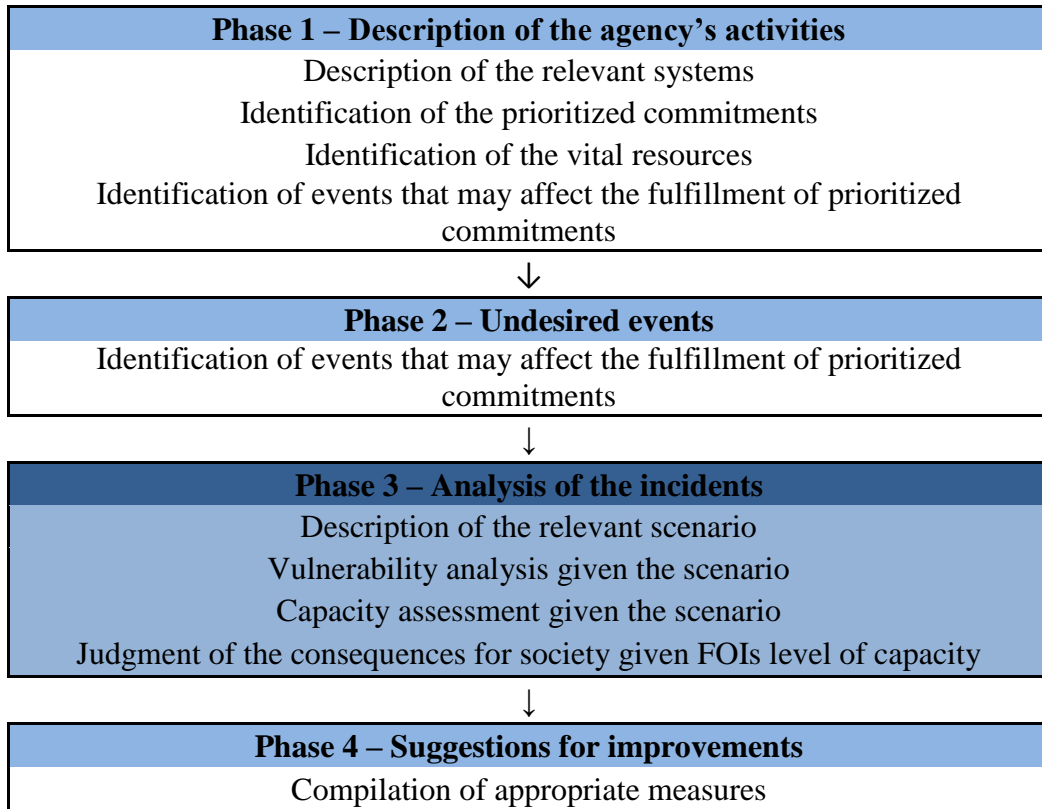 Phase 1 – Description of the agency’s activities
Description of the relevant systems
Identification of the prioritized commitments
Identification of the vital resources
Identification of events that may affect the fulfillment of prioritized
commitments
↓
Phase 2 – Undesired events
Identification of events that may affect the fulfillment of prioritized
commitments
↓
Phase 3 – Analysis of the incidents
Description of the relevant scenario
Vulnerability analysis given the scenario
Capacity assessment given the scenario
Judgment of the consequences for society given FOIs level of capacity
↓
Phase 4 – Suggestions for improvements
Compilation of appropriate measures